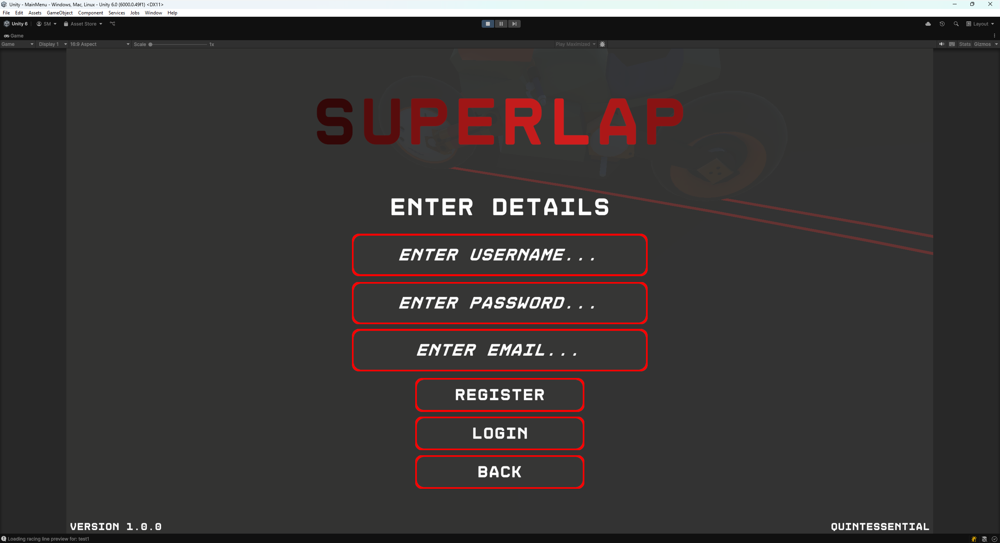 Unity - MainMenu - Windows, Mac, Linux - Unity 6.0 (6000.0.49f1) <DX11>
File Edit Assets GameObject Component Services Jobs Window Help
Unity 6 SM Asset Store Layout
Game
Game Display 1 16:9 Aspect Scale 1x Play Maximized Stats Gizmos
SUPERLAP
ENTER DETAILS
ENTER USERNAME...
ENTER PASSWORD...
ENTER EMAIL...
REGISTER
LOGIN
BACK
VERSION 1.0.0 QUINTESSENTIAL
Loading racing line preview for: test1